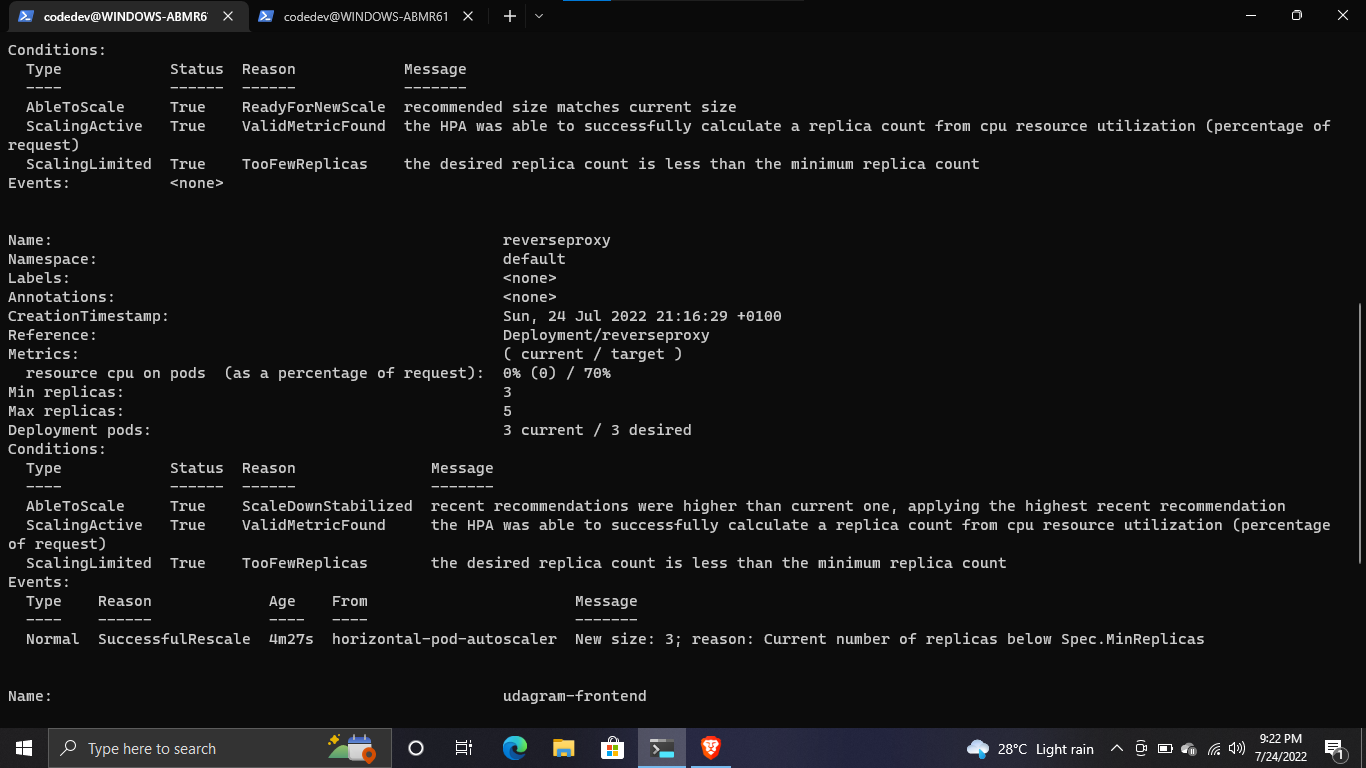 codedev@WINDOWS-ABMR6
codedev@WINDOWS-ABMR61
Conditions:
  Type            Status  Reason            Message
  ----            ------  ------            -------
  AbleToScale     True    ReadyForNewScale  recommended size matches current size
  ScalingActive   True    ValidMetricFound  the HPA was able to successfully calculate a replica count from cpu resource utilization (percentage of
request)
  ScalingLimited  True    TooFewReplicas    the desired replica count is less than the minimum replica count
Events:           <none>
Name:                                                  reverseproxy
Namespace:                                             default
Labels:                                                <none>
Annotations:                                           <none>
CreationTimestamp:                                     Sun, 24 Jul 2022 21:16:29 +0100
Reference:                                             Deployment/reverseproxy
Metrics:                                               ( current / target )
  resource cpu on pods  (as a percentage of request):  0% (0) / 70%
Min replicas:                                          3
Max replicas:                                          5
Deployment pods:                                       3 current / 3 desired
Conditions:
  Type            Status  Reason               Message
  ----            ------  ------               -------
  AbleToScale     True    ScaleDownStabilized  recent recommendations were higher than current one, applying the highest recent recommendation
  ScalingActive   True    ValidMetricFound     the HPA was able to successfully calculate a replica count from cpu resource utilization (percentage
of request)
  ScalingLimited  True    TooFewReplicas       the desired replica count is less than the minimum replica count
Events:
  Type    Reason             Age    From                       Message
  ----    ------             ----   ----                       -------
  Normal  SuccessfulRescale  4m27s  horizontal-pod-autoscaler  New size: 3; reason: Current number of replicas below Spec.MinReplicas
Name:                                                  udagram-frontend
Type here to search
28°C Light rain
9:22 PM
7/24/2022
1